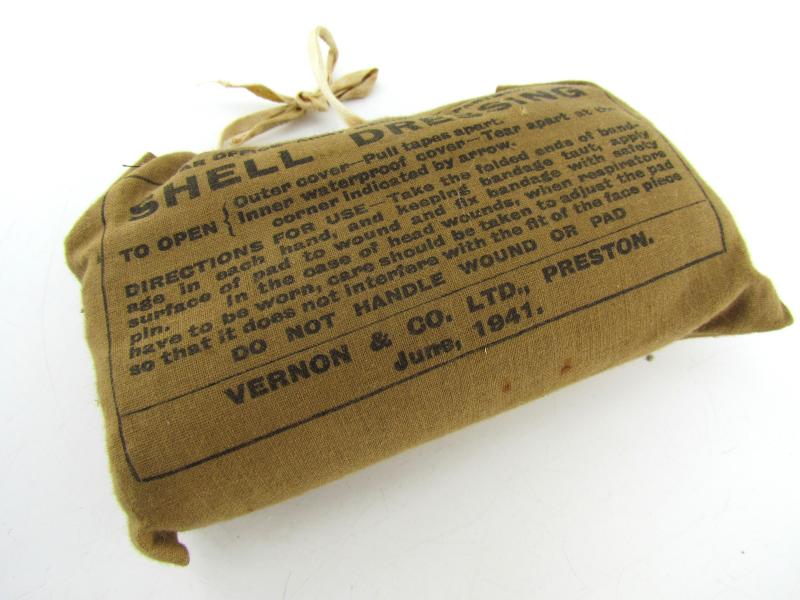 SHELL DRESSING
TO OPEN { Outer cover—Pull tapes apart.
Inner waterproof cover—Tear apart at the
corner indicated by arrow.
DIRECTIONS FOR USE—Take the folded ends of band-
age in each hand, and keeping bandage taut, apply
surface of pad to wound and fix bandage with safety
pin. In the case of head wounds, when respirators
have to be worn, care should be taken to adjust the pad
so that it does not interfere with the fit of the face piece
DO NOT HANDLE WOUND OR PAD
VERNON & CO. LTD., PRESTON.
June, 1941.